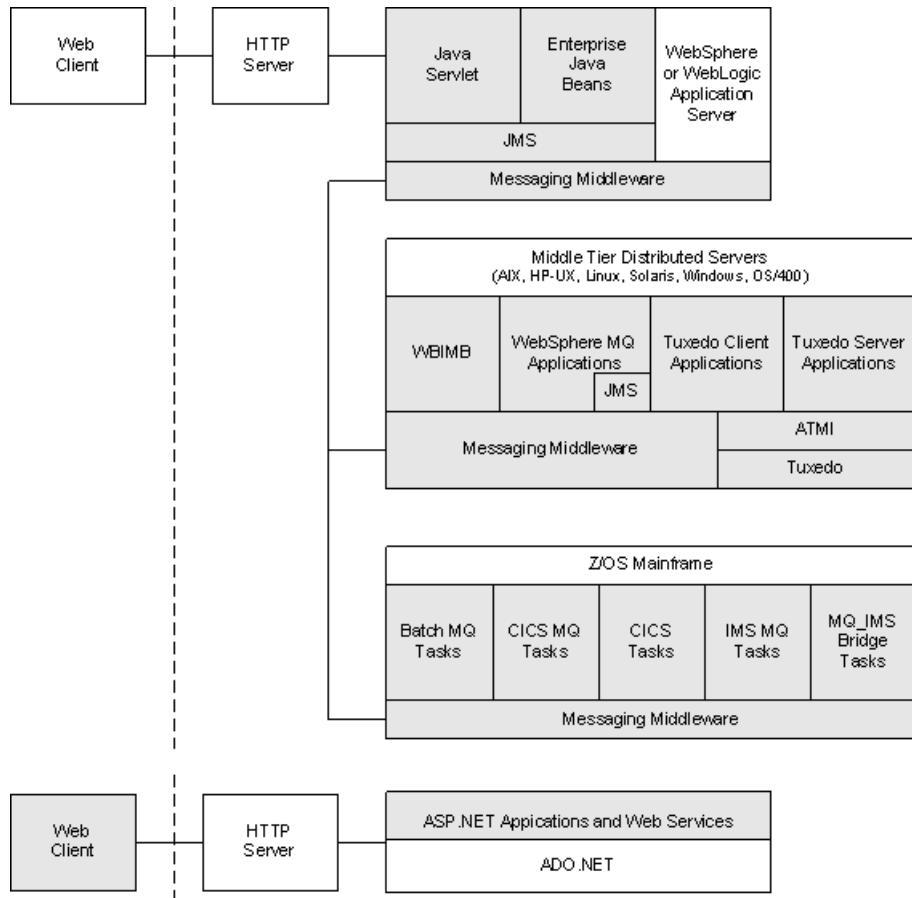 Web
Client
HTTP
Server
Java
Servlet
Enterprise
Java
Beans
WebSphere
or WebLogic
Application
Server
JMS
Messaging Middleware
Middle Tier Distributed Servers
(AIX, HP-UX, Linux, Solaris, Windows, OS/400)
WBIMB
WebSphere MQ
Applications
JMS
Tuxedo Client
Applications
Tuxedo Server
Applications
Messaging Middleware
ATMI
Tuxedo
Z/OS Mainframe
Batch MQ
Tasks
CICS MQ
Tasks
CICS
Tasks
IMS MQ
Tasks
MQ_IMS
Bridge
Tasks
Messaging Middleware
Web
Client
HTTP
Server
ASP.NET Appications and Web Services
ADO.NET